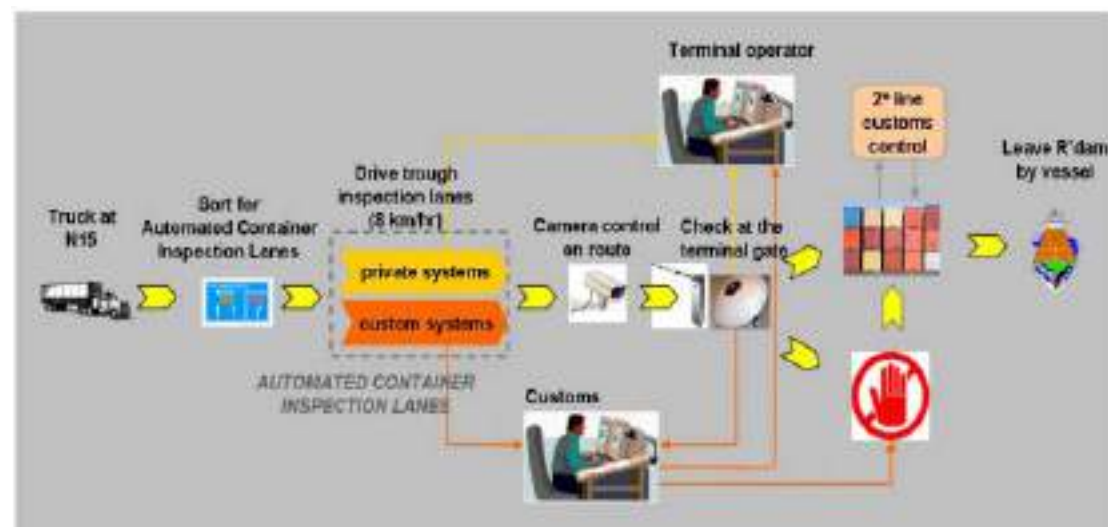 Terminal operator
2ᵉ line
customs
control
Leave R'dam
by vessel
Drive trough
inspection lanes
(8 km/hr)
Truck at
N15
Sort for
Automated Container
Inspection Lanes
Camera control
on route
Check at the
terminal gate
private systems
custom systems
AUTOMATED CONTAINER
INSPECTION LANES
Customs